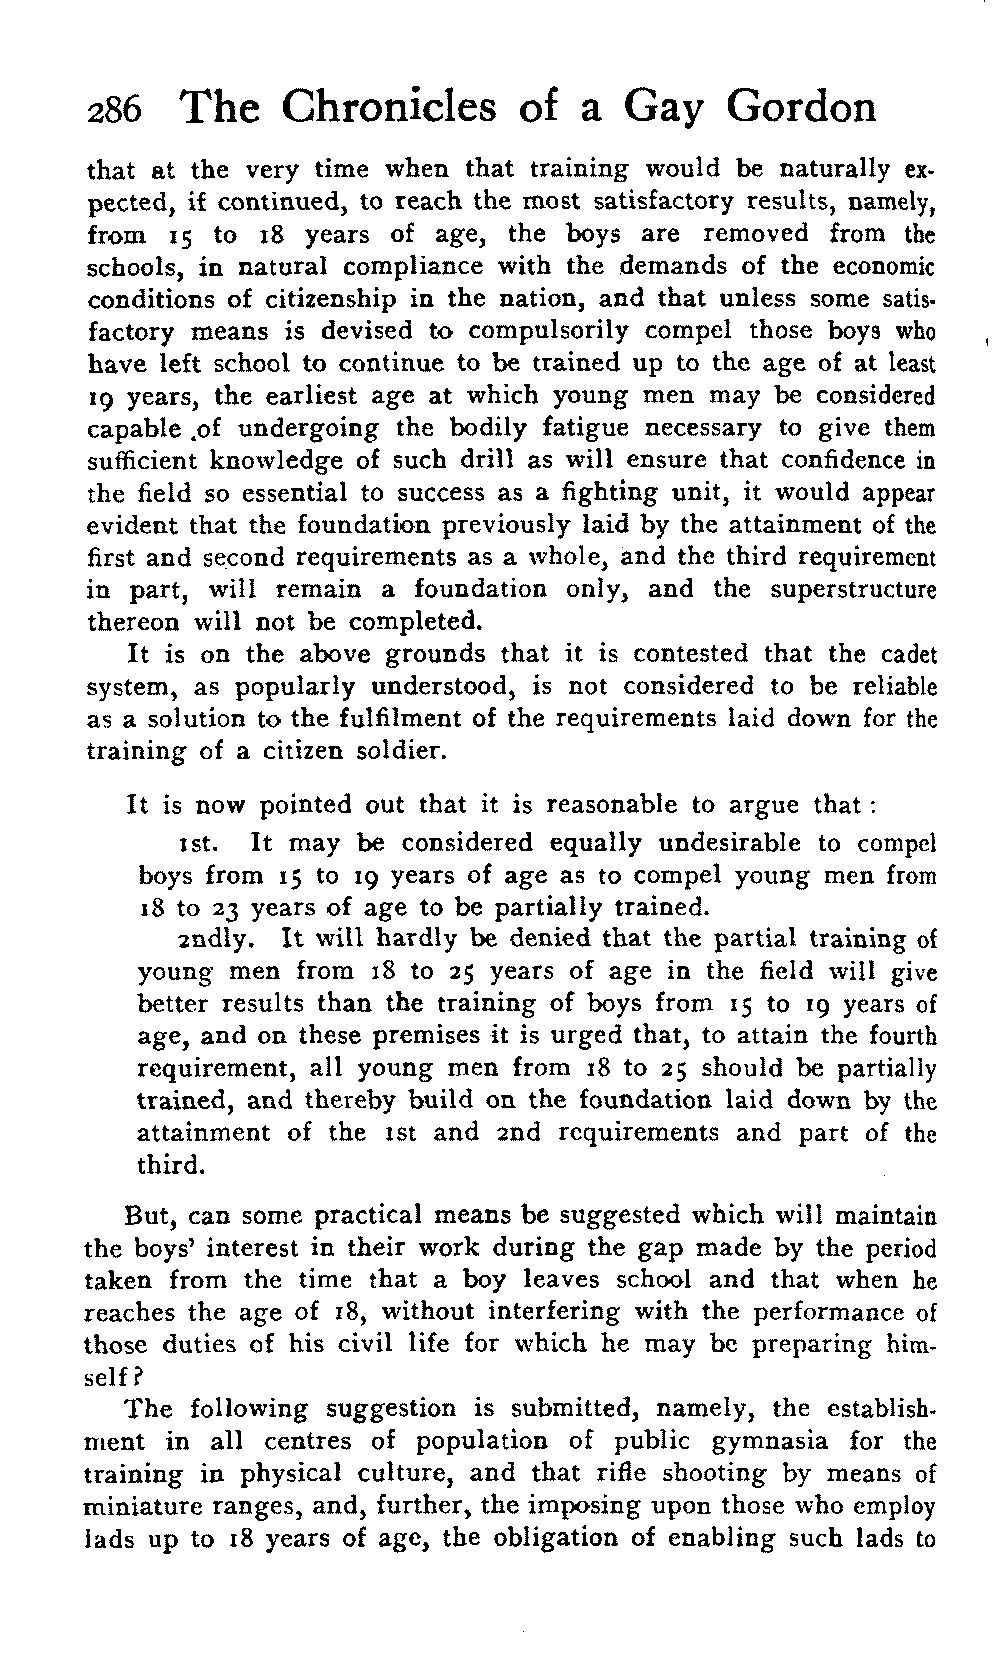 286 The Chronicles of a Gay Gordon
that at the very time when that training would be naturally ex-
pected, if continued, to reach the most satisfactory results, namely,
from 15 to 18 years of age, the boys are removed from the
schools, in natural compliance with the demands of the economic
conditions of citizenship in the nation, and that unless some satis-
factory means is devised to compulsorily compel those boys who
have left school to continue to be trained up to the age of at least
19 years, the earliest age at which young men may be considered
capable of undergoing the bodily fatigue necessary to give them
sufficient knowledge of such drill as will ensure that confidence in
the field so essential to success as a fighting unit, it would appear
evident that the foundation previously laid by the attainment of the
first and second requirements as a whole, and the third requirement
in part, will remain a foundation only, and the superstructure
thereon will not be completed.
It is on the above grounds that it is contested that the cadet
system, as popularly understood, is not considered to be reliable
as a solution to the fulfilment of the requirements laid down for the
training of a citizen soldier.
It is now pointed out that it is reasonable to argue that :
1st. It may be considered equally undesirable to compel
boys from 15 to 19 years of age as to compel young men from
18 to 23 years of age to be partially trained.
2ndly. It will hardly be denied that the partial training of
young men from 18 to 25 years of age in the field will give
better results than the training of boys from 15 to 19 years of
age, and on these premises it is urged that, to attain the fourth
requirement, all young men from 18 to 25 should be partially
trained, and thereby build on the foundation laid down by the
attainment of the 1st and 2nd requirements and part of the
third.
But, can some practical means be suggested which will maintain
the boys' interest in their work during the gap made by the period
taken from the time that a boy leaves school and that when he
reaches the age of 18, without interfering with the performance of
those duties of his civil life for which he may be preparing him-
self?
The following suggestion is submitted, namely, the establish-
ment in all centres of population of public gymnasia for the
training in physical culture, and that rifle shooting by means of
miniature ranges, and, further, the imposing upon those who employ
lads up to 18 years of age, the obligation of enabling such lads to